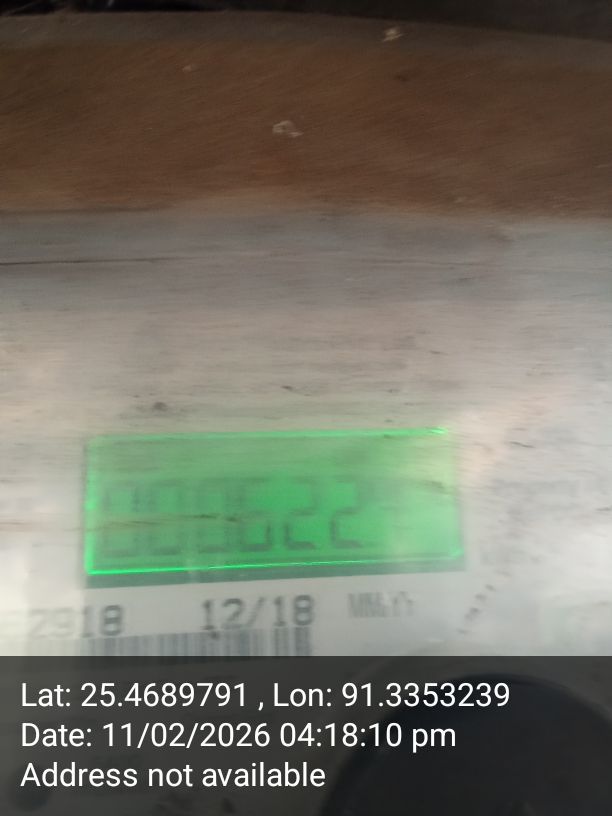 2918 12/18
Lat: 25.4689791 , Lon: 91.3353239
Date: 11/02/2026 04:18:10 pm
Address not available